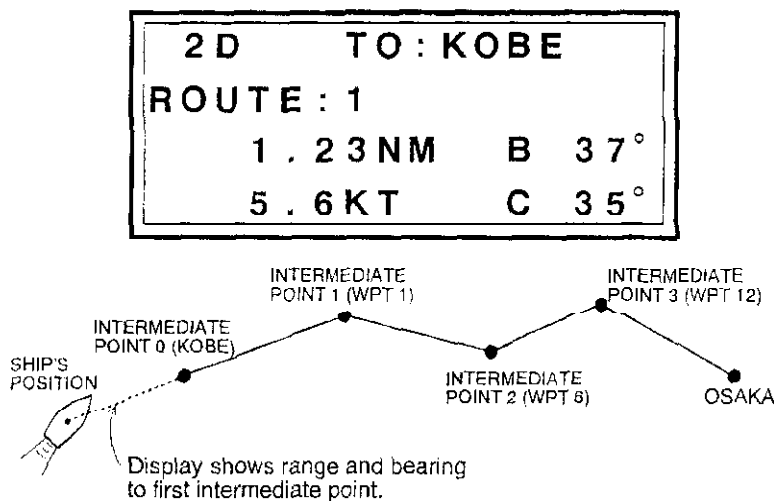 2D TO:KOBE
ROUTE:1
1.23NM B 37°
5.6KT C 35°
INTERMEDIATE
POINT 1 (WPT 1)
INTERMEDIATE
POINT 3 (WPT 12)
INTERMEDIATE
POINT 0 (KOBE)
SHIP'S
POSITION
INTERMEDIATE
POINT 2 (WPT 6)
OSAKA
Display shows range and bearing
to first intermediate point.